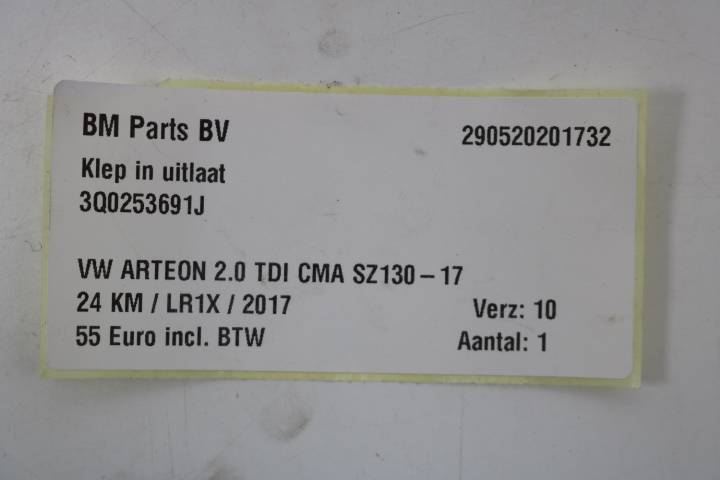 BM Parts BV 290520201732
Klep in uitlaat
3Q0253691J
VW ARTEON 2.0 TDI CMA SZ130 – 17
24 KM / LR1X / 2017 Verz: 10
55 Euro incl. BTW Aantal: 1